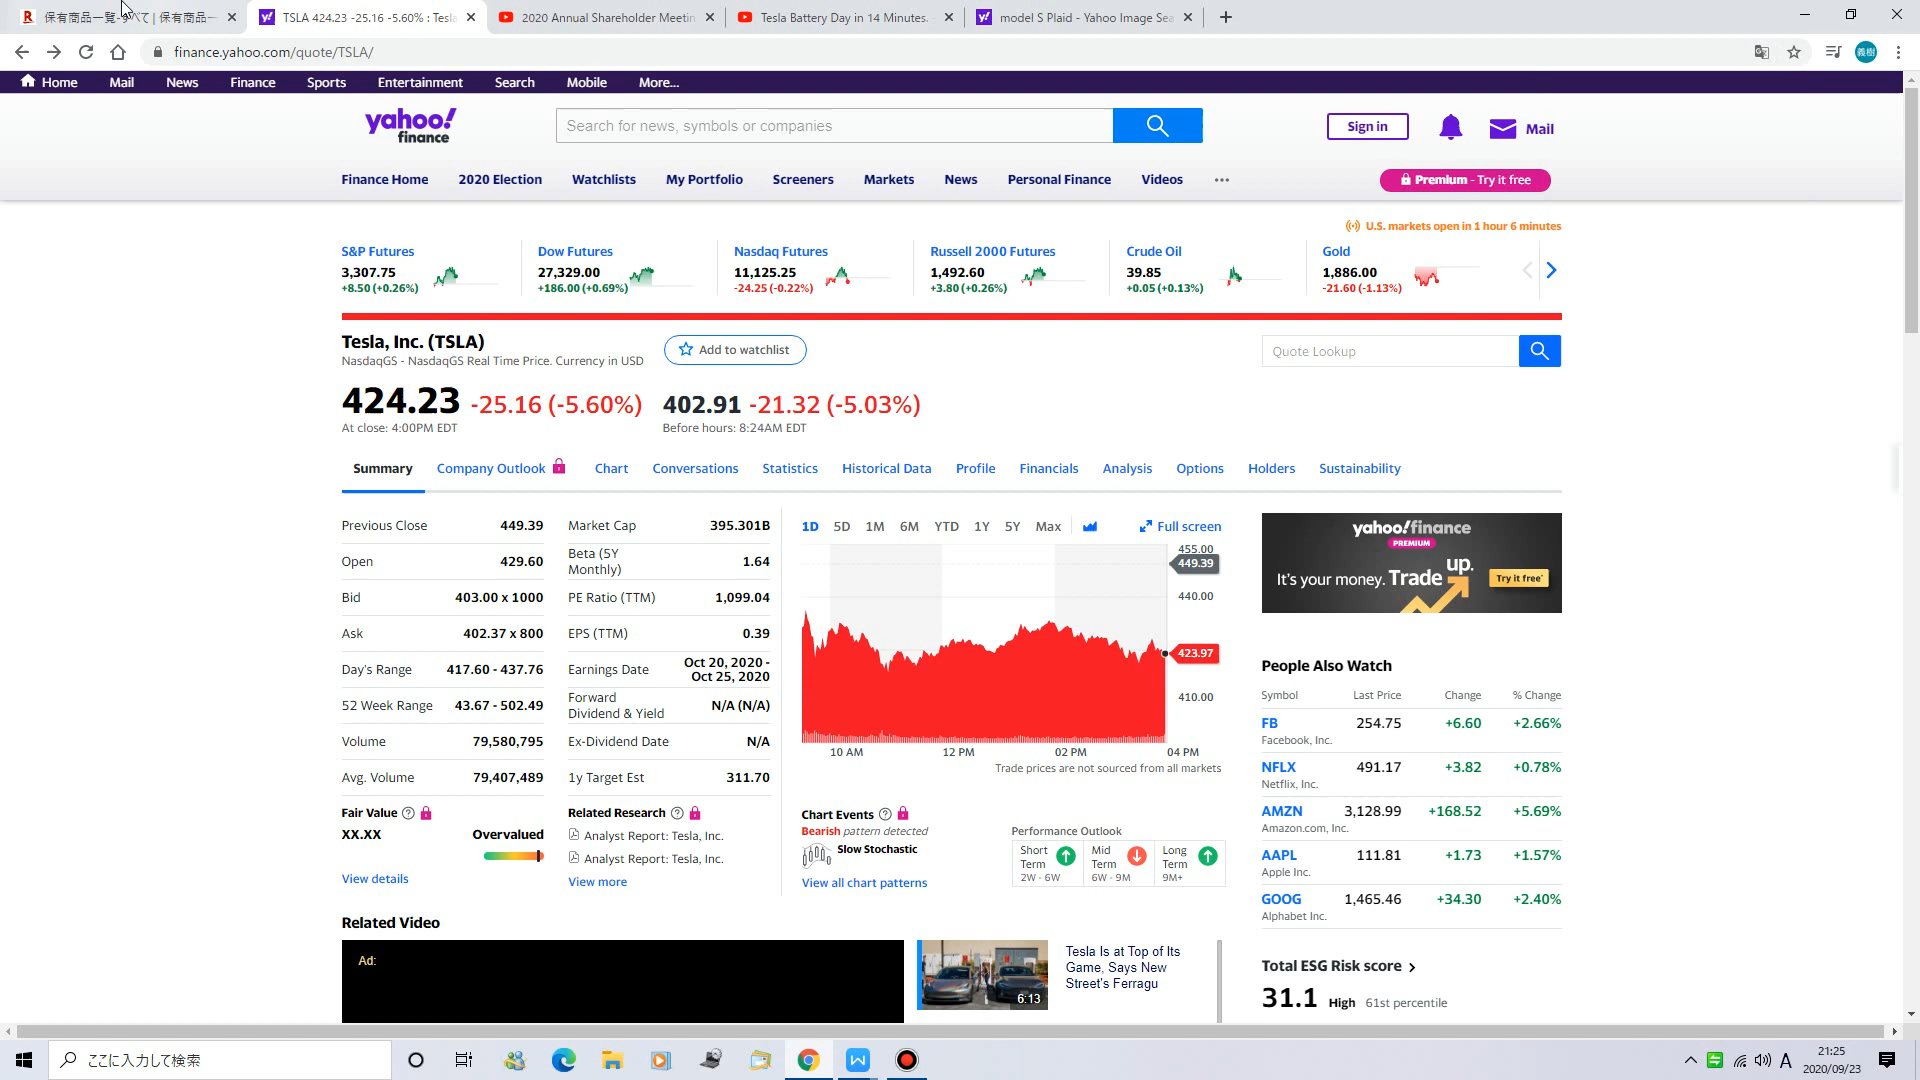 保有商品一覧-すべて | 保有商品一
TSLA 424.23 -25.16 -5.60% : Tesla
2020 Annual Shareholder Meetin
Tesla Battery Day in 14 Minutes.
model S Plaid - Yahoo Image Sea
finance.yahoo.com/quote/TSLA/
義樹
Home Mail News Finance Sports Entertainment Search Mobile More...
yahoo! finance
Search for news, symbols or companies
Sign in
Mail
Finance Home 2020 Election Watchlists My Portfolio Screeners Markets News Personal Finance Videos ...
Premium - Try it free
U.S. markets open in 1 hour 6 minutes
S&P Futures Dow Futures Nasdaq Futures Russell 2000 Futures Crude Oil Gold
3,307.75 27,329.00 11,125.25 1,492.60 39.85 1,886.00
+8.50 (+0.26%) +186.00 (+0.69%) -24.25 (-0.22%) +3.80 (+0.26%) +0.05 (+0.13%) -21.60 (-1.13%)
Tesla, Inc. (TSLA)
NasdaqGS - NasdaqGS Real Time Price. Currency in USD
Add to watchlist
Quote Lookup
424.23 -25.16 (-5.60%) 402.91 -21.32 (-5.03%)
At close: 4:00PM EDT Before hours: 8:24AM EDT
Summary Company Outlook Chart Conversations Statistics Historical Data Profile Financials Analysis Options Holders Sustainability
Previous Close 449.39
Open 429.60
Bid 403.00 x 1000
Ask 402.37 x 800
Day's Range 417.60 - 437.76
52 Week Range 43.67 - 502.49
Volume 79,580,795
Avg. Volume 79,407,489
Market Cap 395.301B
Beta (5Y Monthly) 1.64
PE Ratio (TTM) 1,099.04
EPS (TTM) 0.39
Earnings Date Oct 20, 2020 - Oct 25, 2020
Forward Dividend & Yield N/A (N/A)
Ex-Dividend Date N/A
1y Target Est 311.70
Fair Value
XX.XX Overvalued
View details
Related Research
Analyst Report: Tesla, Inc.
Analyst Report: Tesla, Inc.
View more
1D 5D 1M 6M YTD 1Y 5Y Max Full screen
455.00
449.39
440.00
423.97
410.00
10 AM 12 PM 02 PM 04 PM
Trade prices are not sourced from all markets
Chart Events
Bearish pattern detected
Slow Stochastic
View all chart patterns
Performance Outlook
Short Term 2W - 6W
Mid Term 6W - 9M
Long Term 9M+
yahoo!finance
PREMIUM
It's your money. Trade up.
Try it free*
People Also Watch
Symbol Last Price Change % Change
FB 254.75 +6.60 +2.66%
Facebook, Inc.
NFLX 491.17 +3.82 +0.78%
Netflix, Inc.
AMZN 3,128.99 +168.52 +5.69%
Amazon.com, Inc.
AAPL 111.81 +1.73 +1.57%
Apple Inc.
GOOG 1,465.46 +34.30 +2.40%
Alphabet Inc.
Total ESG Risk score
31.1 High 61st percentile
Related Video
Ad:
6:13
Tesla Is at Top of Its
Game, Says New
Street's Ferragu
ここに入力して検索
A
21:25
2020/09/23